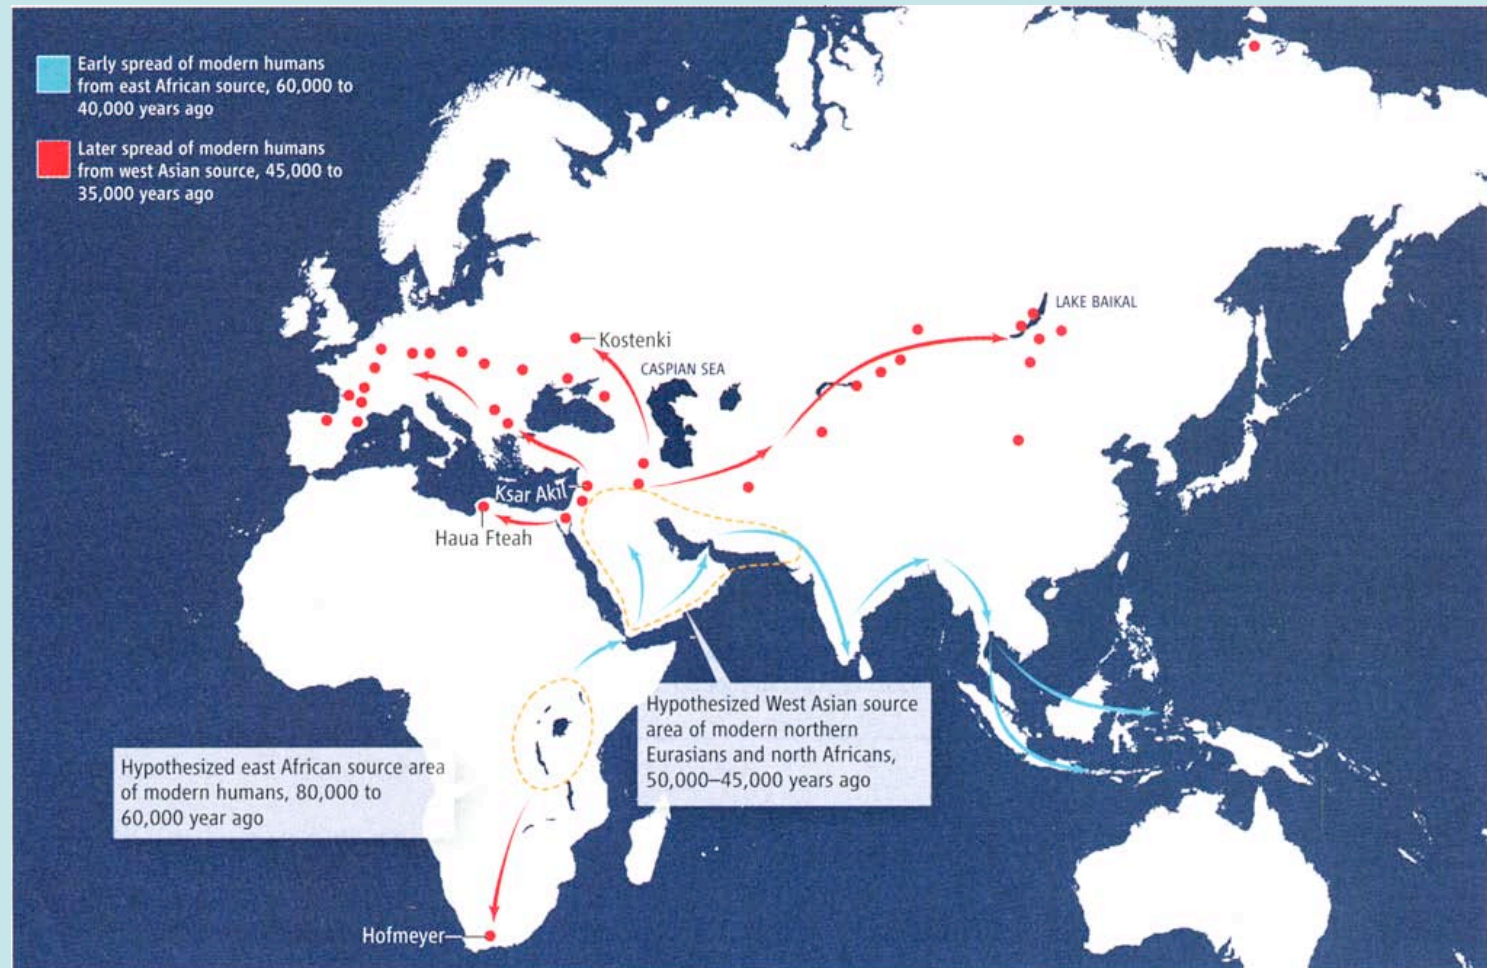 Early spread of modern humans
from east African source, 60,000 to
40,000 years ago
Later spread of modern humans
from west Asian source, 45,000 to
35,000 years ago
LAKE BAIKAL
Kostenki
CASPIAN SEA
Ksar Akil
Haua Fteah
Hypothesized West Asian source
area of modern northern
Eurasians and north Africans,
50,000–45,000 years ago
Hypothesized east African source area
of modern humans, 80,000 to
60,000 year ago
Hofmeyer